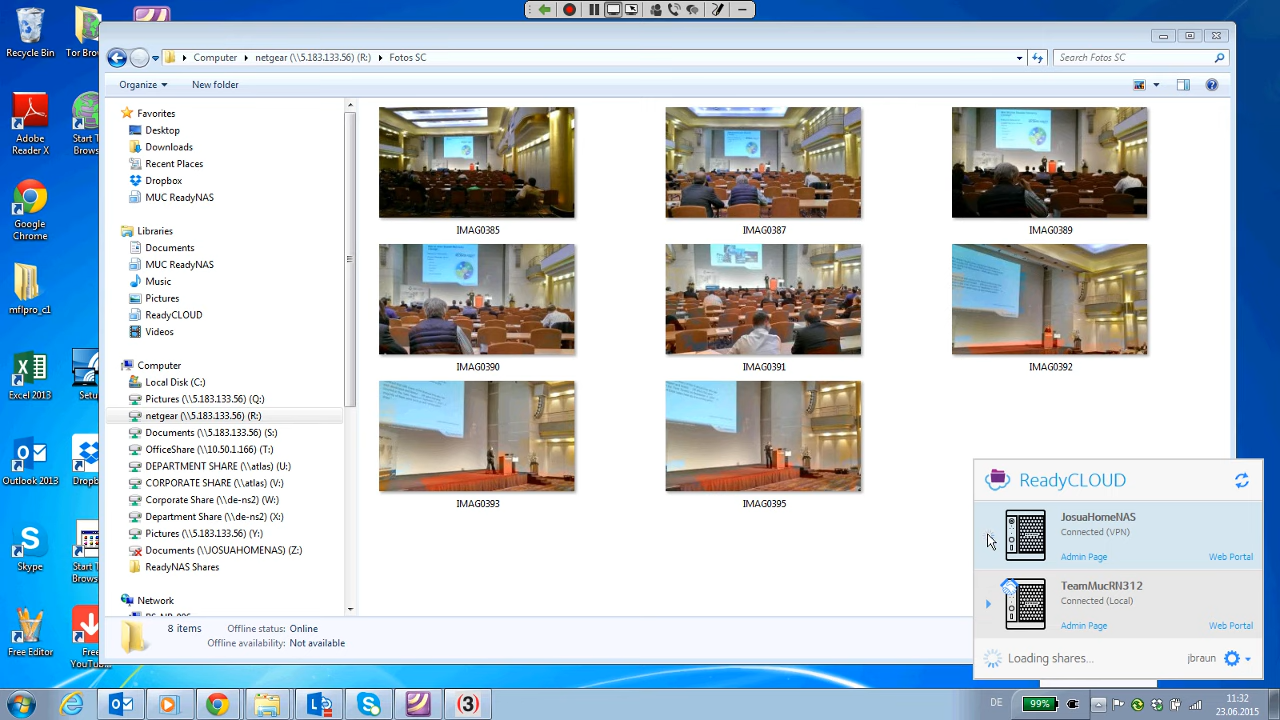 Recycle Bin
Tor Brow
Adobe
Reader X
Start T
Brows
Google
Chrome
mflpro_c1
Excel 2013
Setu
Outlook 2013
Dropb
Skype
Start T
Brows
Free Editor
Free
YouTU...
Computer
netgear (\\5.183.133.56) (R:)
Fotos SC
Search Fotos SC
Organize
New folder
Favorites
Desktop
Downloads
Recent Places
Dropbox
MUC ReadyNAS
Libraries
Documents
MUC ReadyNAS
Music
Pictures
ReadyCLOUD
Videos
Computer
Local Disk (C:)
Pictures (\\5.183.133.56) (Q:)
netgear (\\5.183.133.56) (R:)
Documents (\\5.183.133.56) (S:)
OfficeShare (\\10.50.1.166) (T:)
DEPARTMENT SHARE (\\atlas) (U:)
CORPORATE SHARE (\\atlas) (V:)
Corporate Share (\\de-ns2) (W:)
Department Share (\\de-ns2) (X:)
Pictures (\\5.183.133.56) (Y:)
Documents (\\JOSUAHOMENAS) (Z:)
ReadyNAS Shares
Network
IMAG0385
IMAG0387
IMAG0389
IMAG0390
IMAG0391
IMAG0392
IMAG0393
IMAG0395
8 items
Offline status: Online
Offline availability: Not available
ReadyCLOUD
JosuaHomeNAS
Connected (VPN)
Admin Page
Web Portal
TeamMucRN312
Connected (Local)
Admin Page
Web Portal
Loading shares...
jbraun
(3)
DE
99%
11:32
23.06.2015